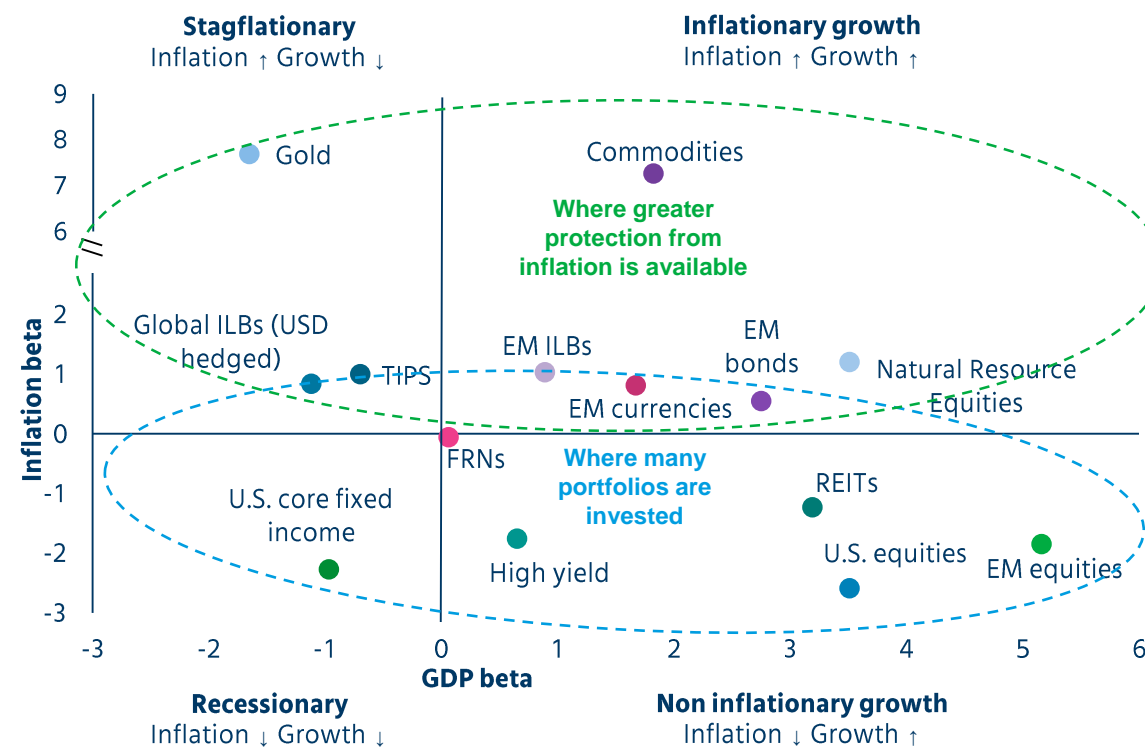 Stagflationary
Inflation ↑ Growth ↓
Inflationary growth
Inflation ↑ Growth ↑
9
8
7
6
2
1
0
-1
-2
-3
Inflation beta
Gold
Commodities
Where greater
protection from
inflation is available
Global ILBs (USD
hedged)
TIPS
EM ILBs
EM
bonds
EM currencies
Natural Resource
Equities
FRNs
Where many
portfolios are
invested
U.S. core fixed
income
High yield
REITs
U.S. equities
EM equities
-3 -2 -1 0 1 2 3 4 5 6
GDP beta
Recessionary
Inflation ↓ Growth ↓
Non inflationary growth
Inflation ↓ Growth ↑